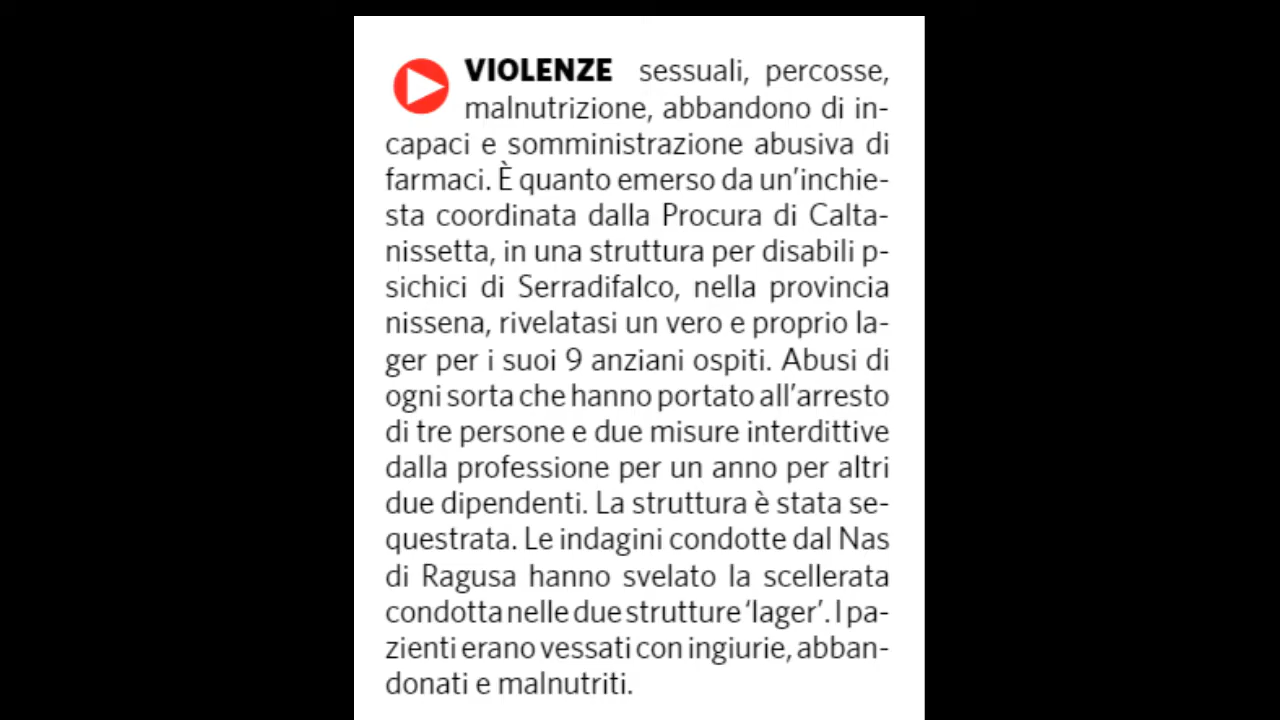 VIOLENZE sessuali, percosse,
malnutrizione, abbandono di in-
capaci e somministrazione abusiva di
farmaci. È quanto emerso da un'inchie-
sta coordinata dalla Procura di Calta-
nissetta, in una struttura per disabili p-
sichici di Serradifalco, nella provincia
nissena, rivelatasi un vero e proprio la-
ger per i suoi 9 anziani ospiti. Abusi di
ogni sorta che hanno portato all'arresto
di tre persone e due misure interdittive
dalla professione per un anno per altri
due dipendenti. La struttura è stata se-
questrata. Le indagini condotte dal Nas
di Ragusa hanno svelato la scellerata
condotta nelle due strutture 'lager'. I pa-
zienti erano vessati con ingiurie, abban-
donati e malnutriti.